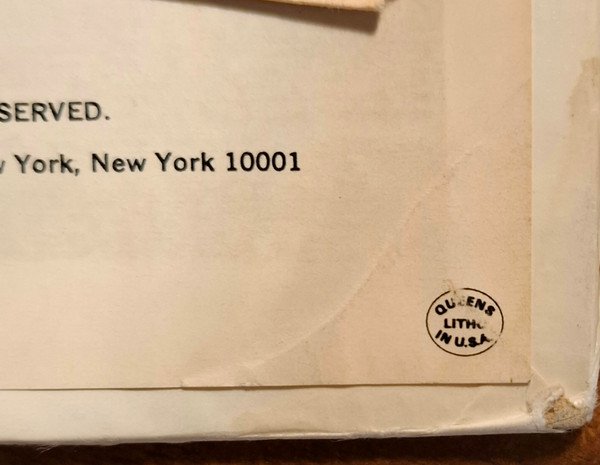 SERVED.
York, New York 10001
QUEENS
LITHO
IN U.S.A.